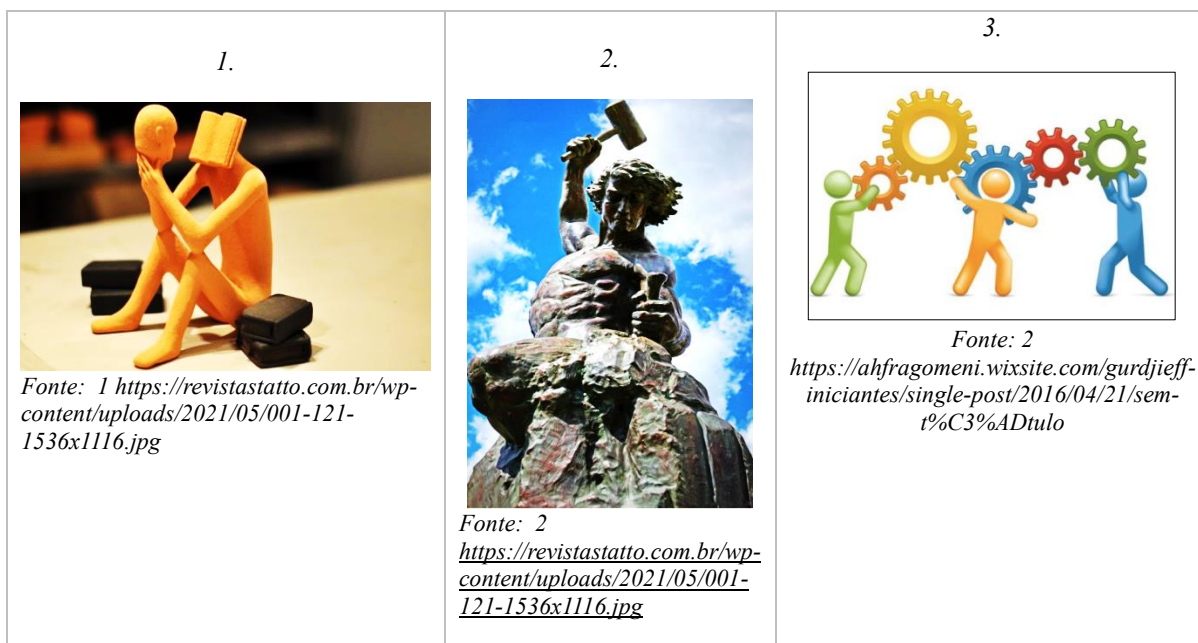 1.
Fonte:  1 https://revistastatto.com.br/wp-
content/uploads/2021/05/001-121-
1536x1116.jpg
2.
Fonte:  2
https://revistastatto.com.br/wp-
content/uploads/2021/05/001-
121-1536x1116.jpg
3.
Fonte: 2
https://ahfragomeni.wixsite.com/gurdjieff-
iniciantes/single-post/2016/04/21/sem-
t%C3%ADtulo